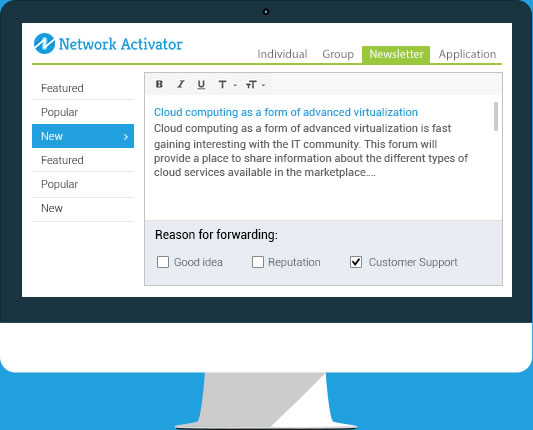 Network Activator
Individual Group Newsletter Application
Featured
Popular
New
Featured
Popular
New
B I U T TT
Cloud computing as a form of advanced virtualization
Cloud computing as a form of advanced virtualization is fast
gaining interesting with the IT community. This forum will
provide a place to share information about the different types of
cloud services available in the marketplace....
Reason for forwarding:
Good idea Reputation Customer Support